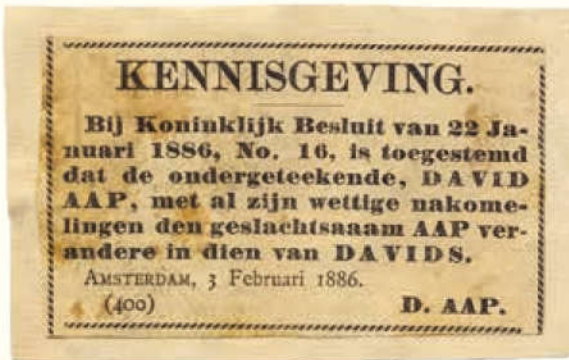 KENNISGEVING.
Bij Koninklijk Besluit van 22 Ja-
nuari 1886, No. 16, is toegestemd
dat de ondergeteekende, DAVID
AAP, met al zijn wettige nakome-
lingen den geslachtsnaam AAP ver-
andere in dien van DAVIDS.
AMSTERDAM, 3 Februari 1886.
(400) D. AAP.